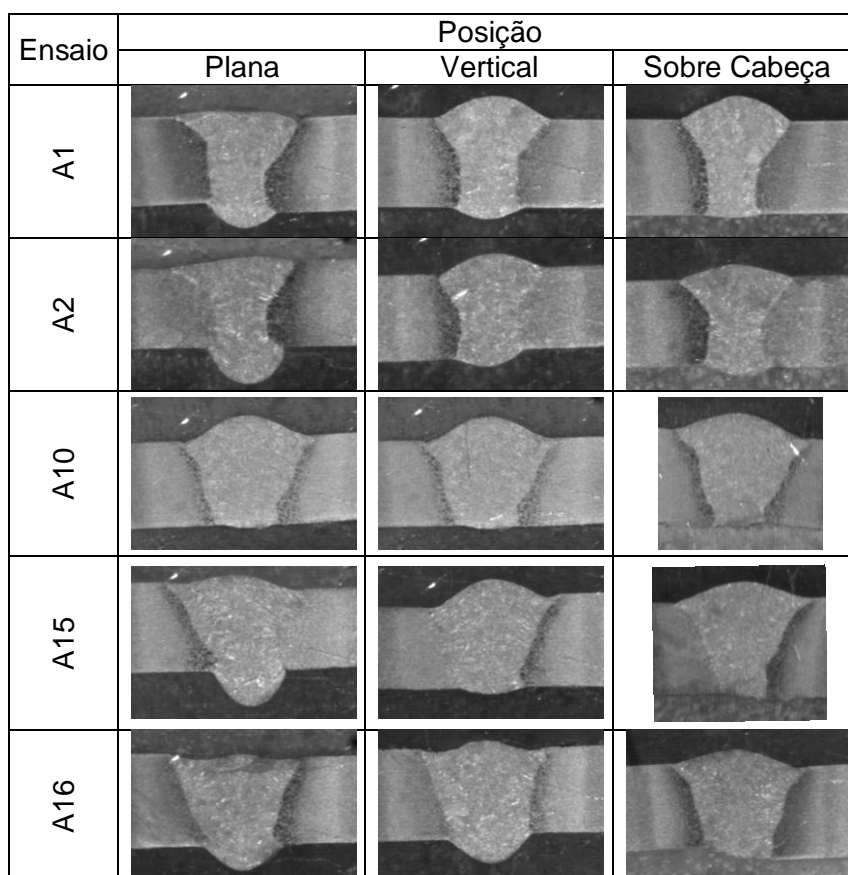 Ensaio
Posição
Plana Vertical Sobre Cabeça
A1
A2
A10
A15
A16